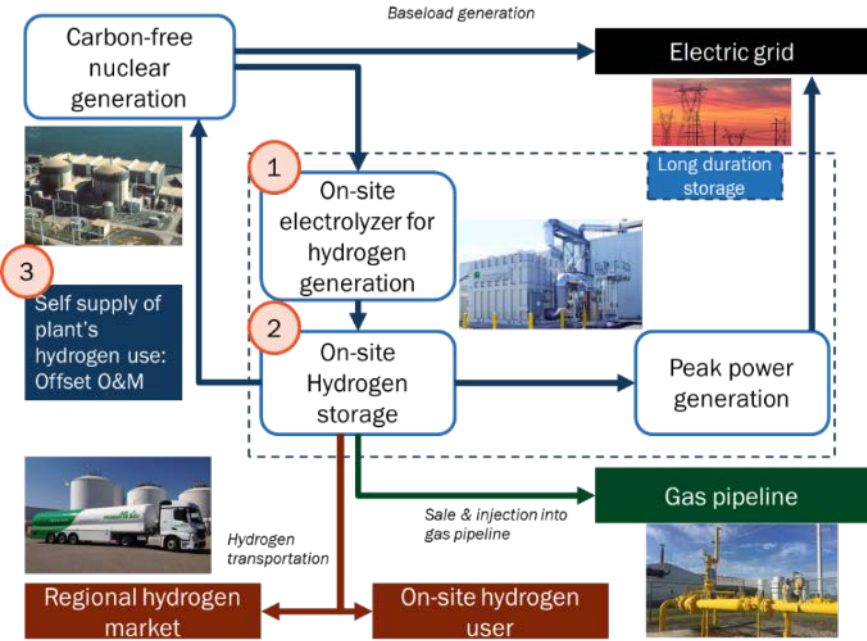 Baseload generation
Carbon-free
nuclear
generation
Electric grid
1
On-site
electrolyzer for
hydrogen
generation
Long duration
storage
3
Self supply of
plant's
hydrogen use:
Offset O&M
2
On-site
Hydrogen
storage
Peak power
generation
Gas pipeline
Sale & injection into
gas pipeline
Hydrogen
transportation
Regional hydrogen
market
On-site hydrogen
user